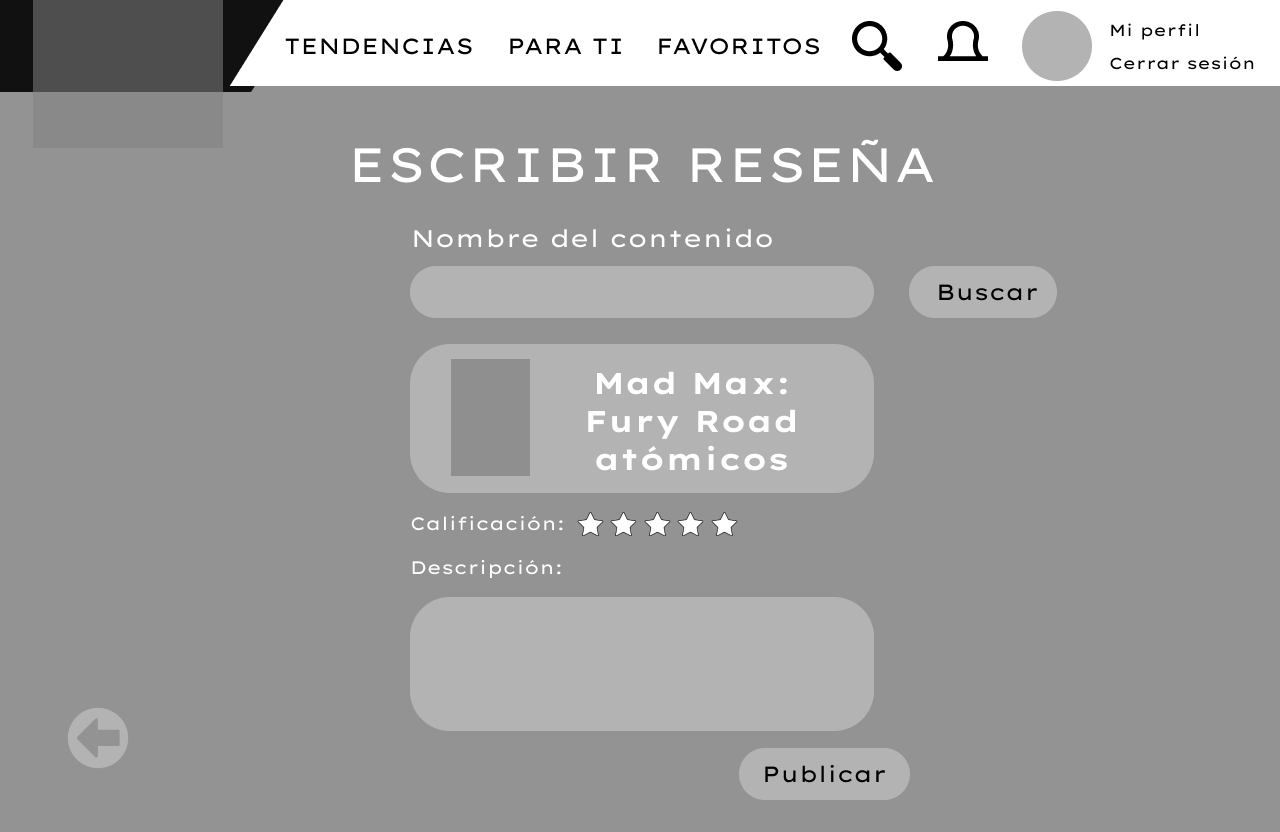 TENDENCIAS PARA TI FAVORITOS
Mi perfil
Cerrar sesión
ESCRIBIR RESEÑA
Nombre del contenido
Buscar
Mad Max:
Fury Road
atómicos
Calificación:
Descripción:
Publicar